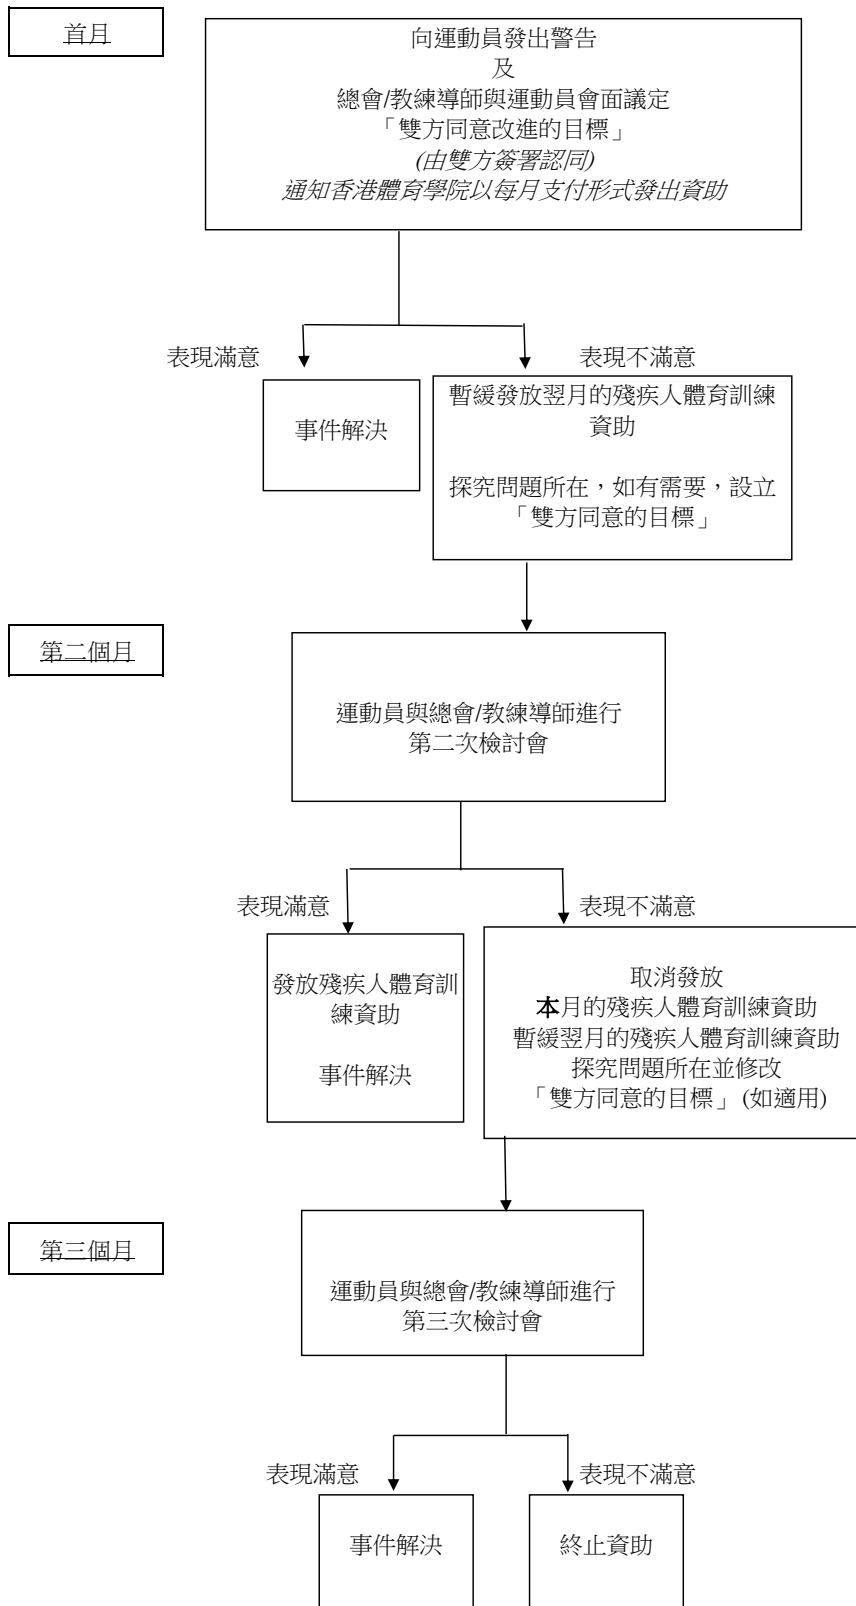 首月
向運動員發出警告
及
總會/教練導師與運動員會面議定
「雙方同意改進的目標」
(由雙方簽署認同)
通知香港體育學院以每月支付形式發出資助
表現滿意
表現不滿意
事件解決
暫緩發放翌月的殘疾人體育訓練
資助
探究問題所在，如有需要，設立
「雙方同意的目標」
第二個月
運動員與總會/教練導師進行
第二次檢討會
表現滿意
表現不滿意
發放殘疾人體育訓
練資助
事件解決
取消發放
本月的殘疾人體育訓練資助
暫緩翌月的殘疾人體育訓練資助
探究問題所在並修改
「雙方同意的目標」(如適用)
第三個月
運動員與總會/教練導師進行
第三次檢討會
表現滿意
表現不滿意
事件解決
終止資助